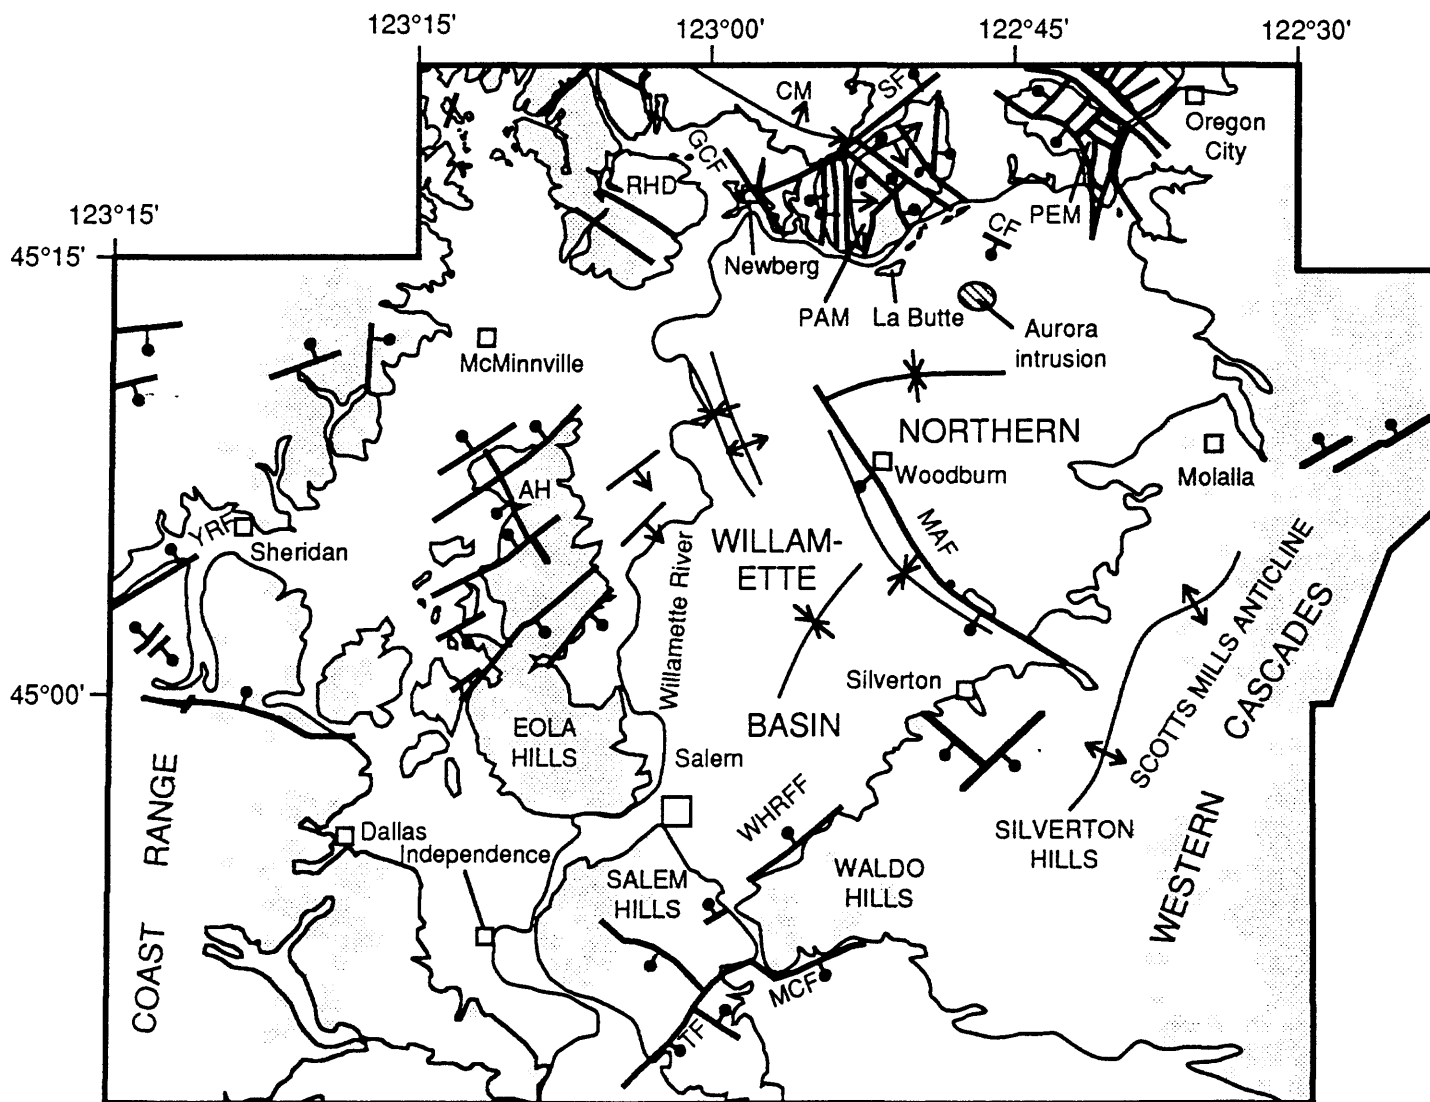 123°15'
123°00'
122°45'
122°30'
CM
SF
Oregon
City
GCF
RHD
123°15'
PEM
CF
45°15'
Newberg
PAM
La Butte
Aurora
intrusion
McMinnville
NORTHERN
Woodburn
Molalla
AH
YRF
Sheridan
MAF
WILLAM-
ETTE
Willamette River
SCOTTS MILLS ANTICLINE
45°00'
Silverton
BASIN
EOLA
HILLS
Salem
WESTERN CASCADES
COAST RANGE
Dallas
Independence
WHRFF
SILVERTON
HILLS
SALEM
HILLS
WALDO
HILLS
MCF
TF